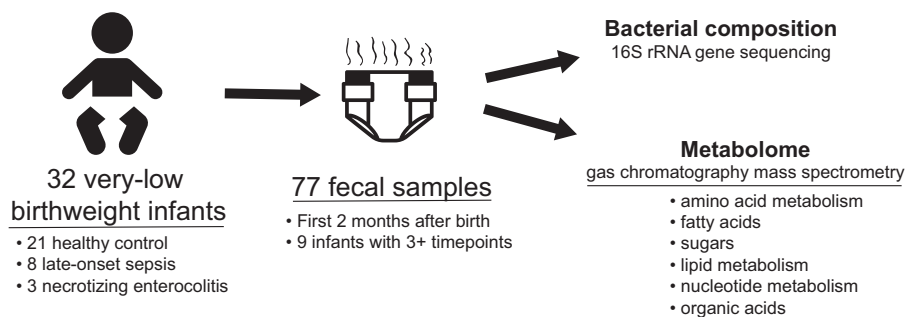 32 very-low
birthweight infants
• 21 healthy control
• 8 late-onset sepsis
• 3 necrotizing enterocolitis
77 fecal samples
• First 2 months after birth
• 9 infants with 3+ timepoints
Bacterial composition
16S rRNA gene sequencing
Metabolome
gas chromatography mass spectrometry
• amino acid metabolism
• fatty acids
• sugars
• lipid metabolism
• nucleotide metabolism
• organic acids